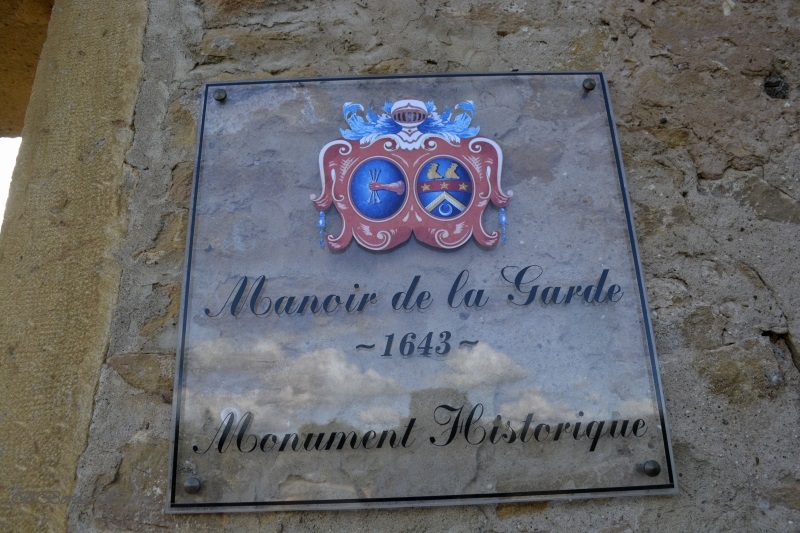 Manoir de la Garde
~1643~
Monument Historique